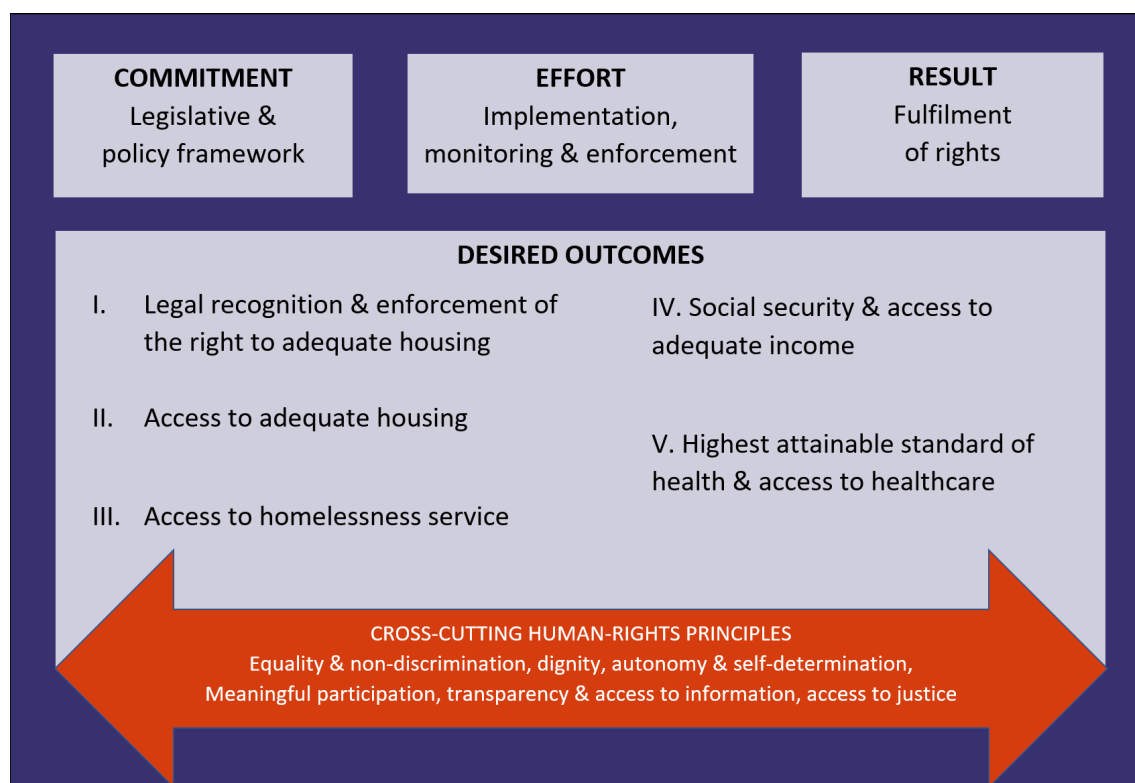 COMMITMENT
Legislative &
policy framework
EFFORT
Implementation,
monitoring & enforcement
RESULT
Fulfilment
of rights
DESIRED OUTCOMES
I. Legal recognition & enforcement of
the right to adequate housing
II. Access to adequate housing
III. Access to homelessness service
IV. Social security & access to
adequate income
V. Highest attainable standard of
health & access to healthcare
CROSS-CUTTING HUMAN-RIGHTS PRINCIPLES
Equality & non-discrimination, dignity, autonomy & self-determination,
Meaningful participation, transparency & access to information, access to justice